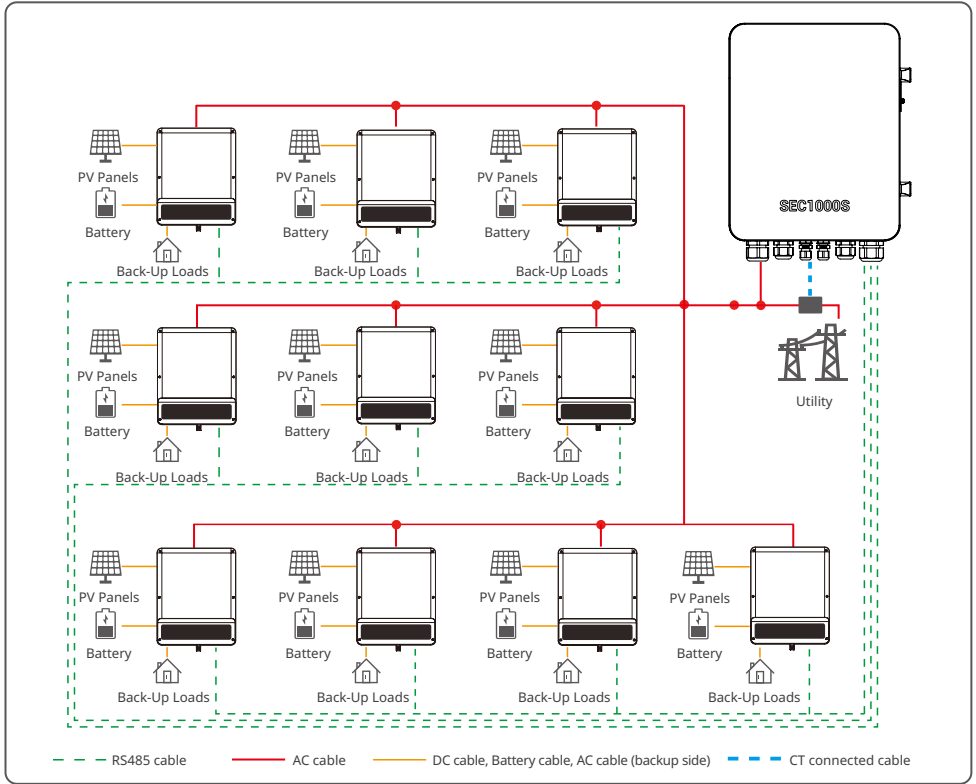 SEC1000S
PV Panels
PV Panels
PV Panels
Battery
Battery
Battery
Back-Up Loads
Back-Up Loads
Back-Up Loads
PV Panels
PV Panels
PV Panels
Battery
Battery
Battery
Back-Up Loads
Back-Up Loads
Back-Up Loads
Utility
PV Panels
PV Panels
PV Panels
PV Panels
Battery
Battery
Battery
Battery
Back-Up Loads
Back-Up Loads
Back-Up Loads
Back-Up Loads
RS485 cable
AC cable
DC cable, Battery cable, AC cable (backup side)
CT connected cable